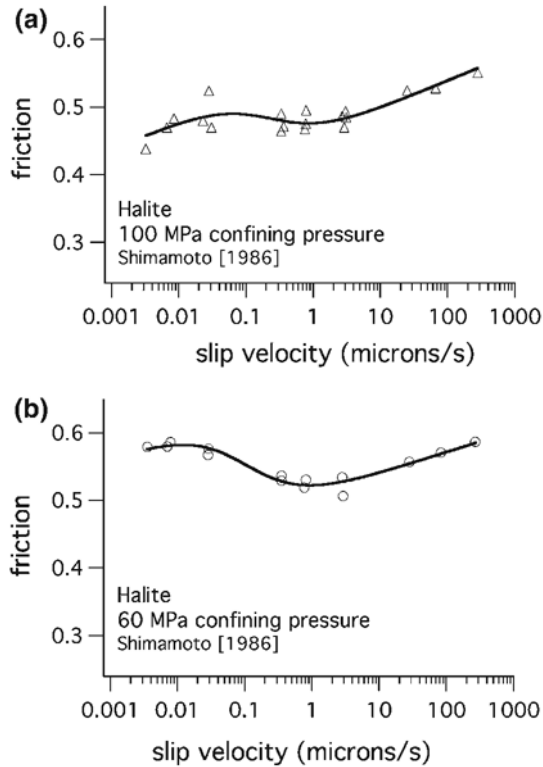 (a)
0.6
0.5
0.4
0.3
friction
Halite
100 MPa confining pressure
Shimamoto [1986]
0.001 0.01 0.1 1 10 100 1000
slip velocity (microns/s)
(b)
0.6
0.5
0.4
0.3
friction
Halite
60 MPa confining pressure
Shimamoto [1986]
0.001 0.01 0.1 1 10 100 1000
slip velocity (microns/s)